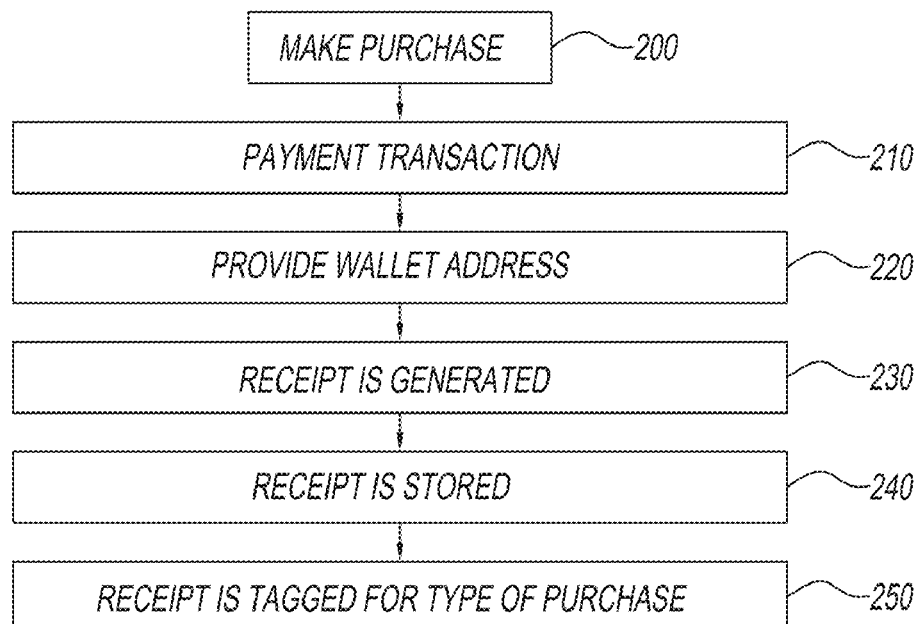 MAKE PURCHASE 200
PAYMENT TRANSACTION 210
PROVIDE WALLET ADDRESS 220
RECEIPT IS GENERATED 230
RECEIPT IS STORED 240
RECEIPT IS TAGGED FOR TYPE OF PURCHASE 250